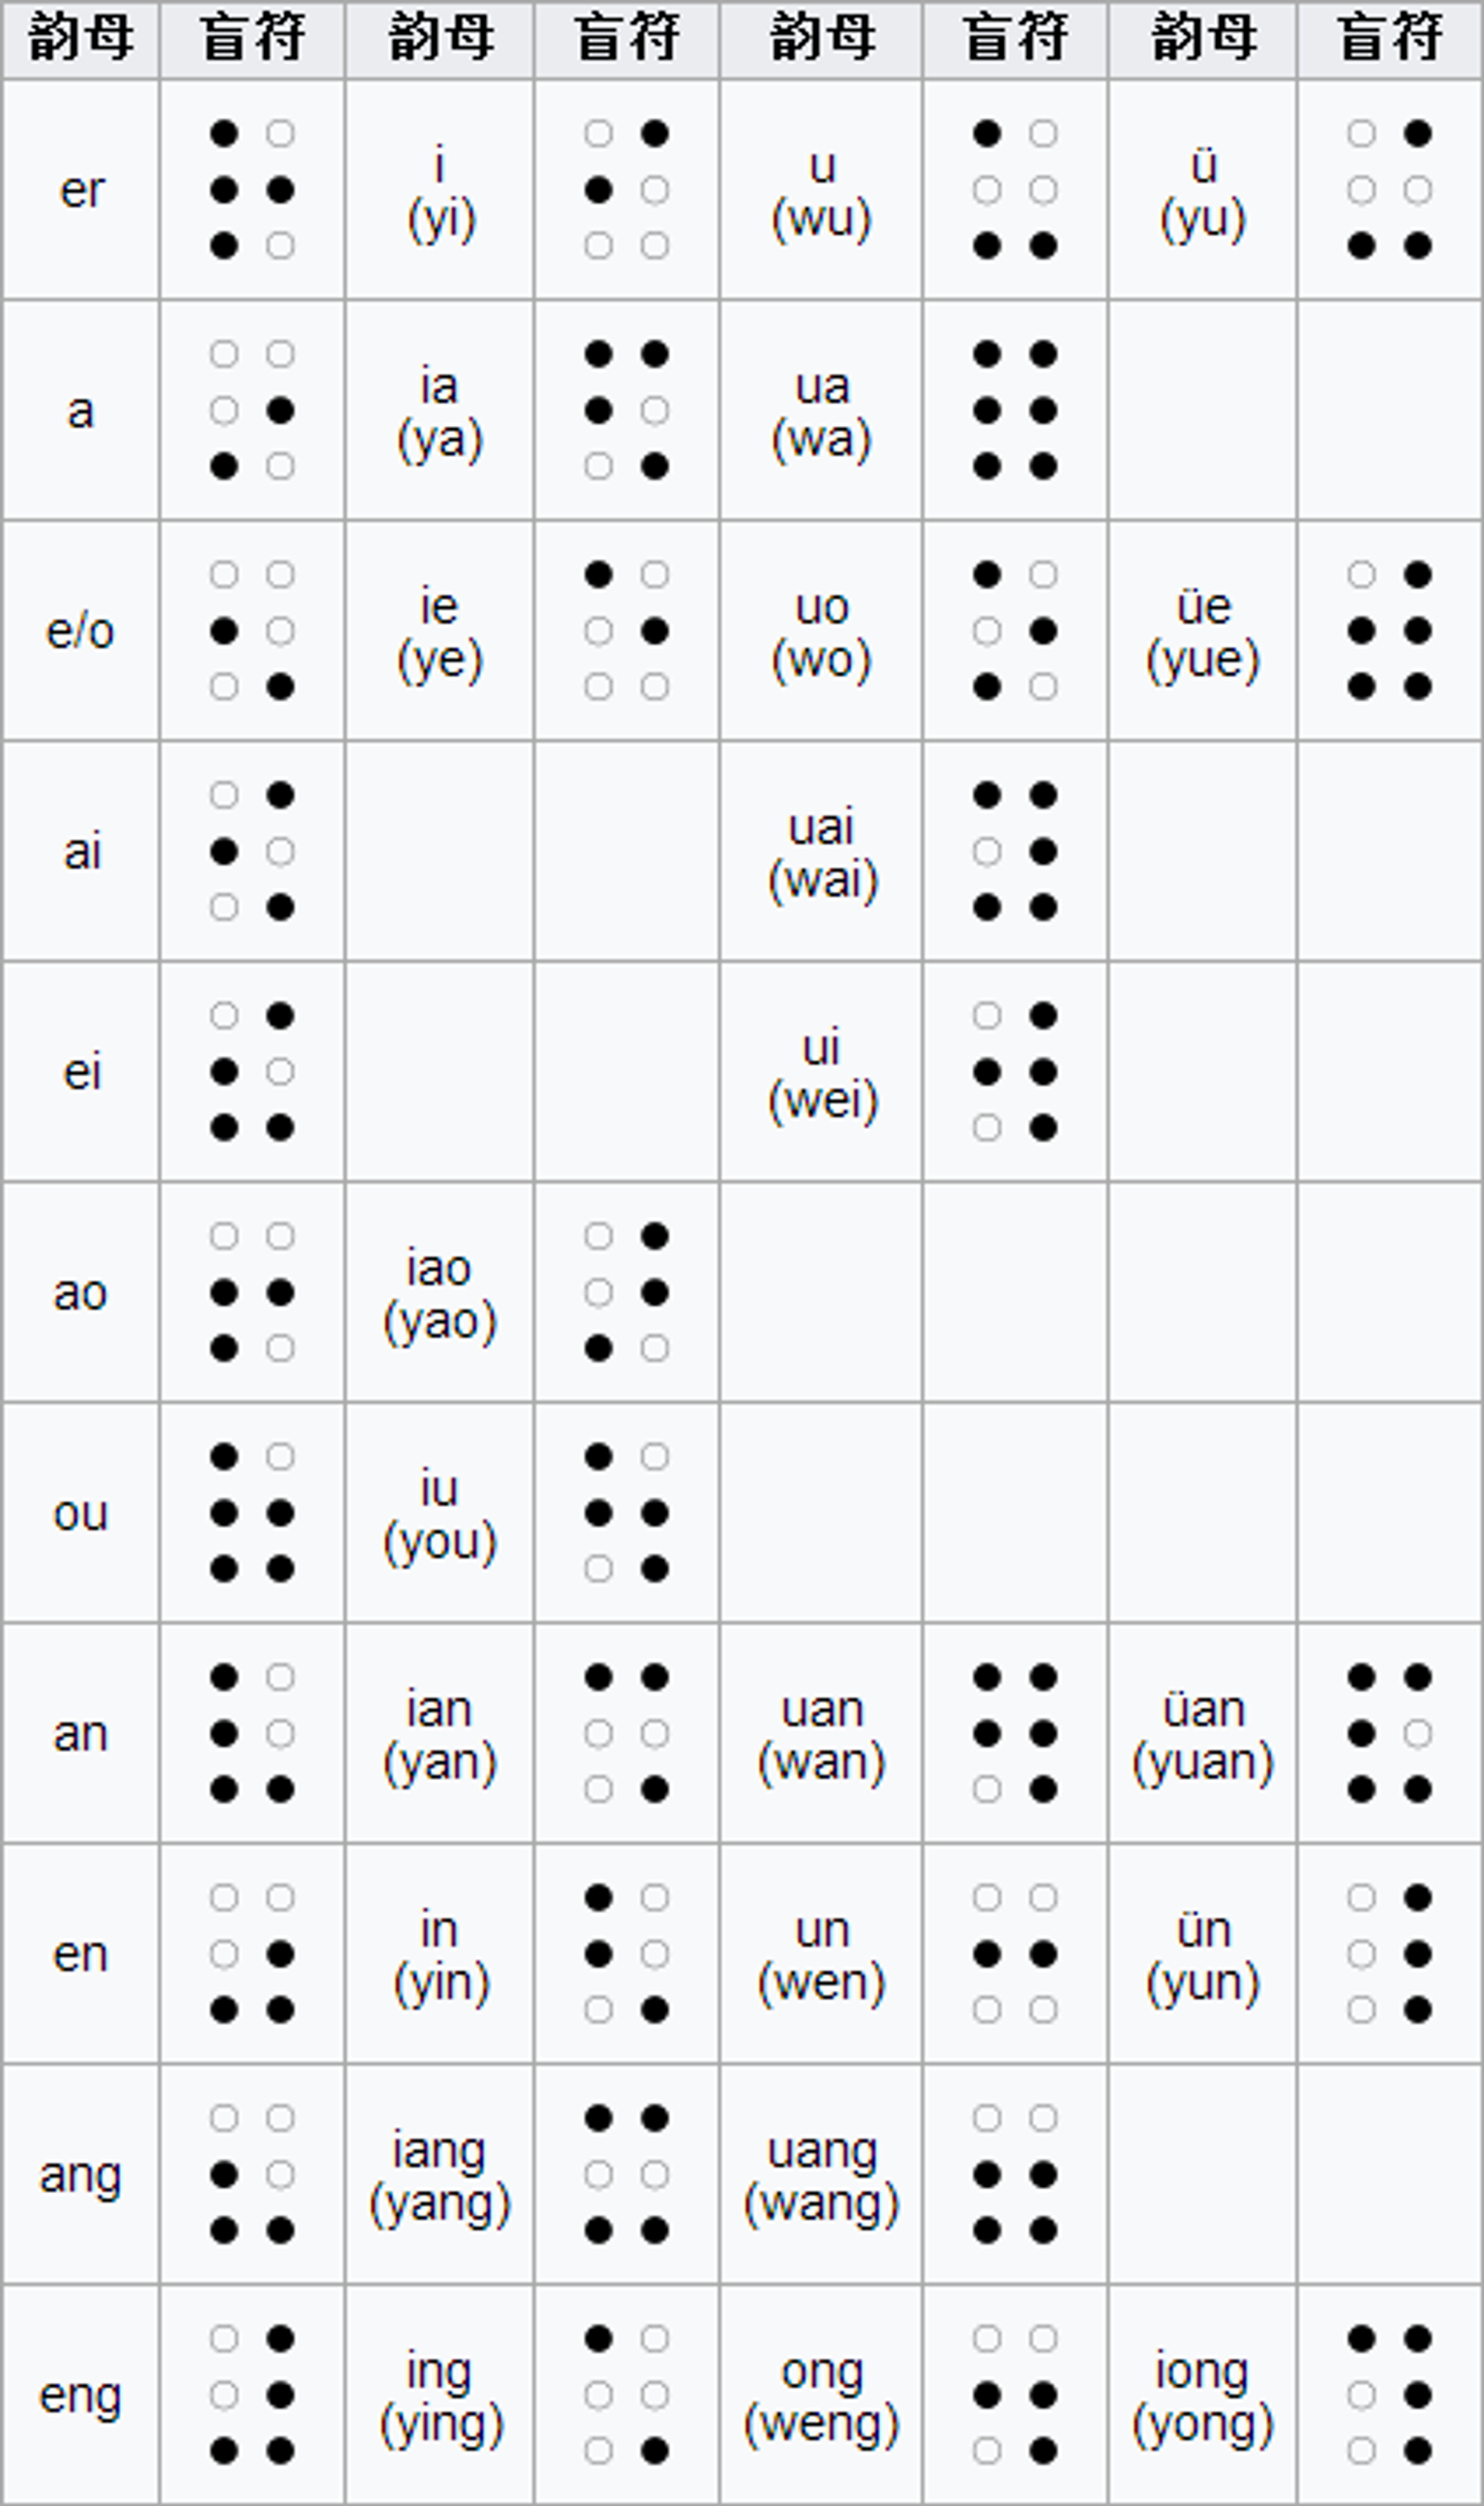 韵母 盲符 韵母 盲符 韵母 盲符 韵母 盲符
er ⠗ i (yi) ⠊ u (wu) ⠥ ü (yu) ⠬
a ⠔ ia (ya) ⠫ ua (wa) ⠿
e/o ⠢ ie (ye) ⠑ uo (wo) ⠕ üe (yue) ⠾
ai ⠪ uai (wai) ⠽
ei ⠮ ui (wei) ⠺
ao ⠖ iao (yao) ⠜
ou ⠷ iu (you) ⠳
an ⠧ ian (yan) ⠩ uan (wan) ⠻ üan (yuan) ⠯
en ⠴ in (yin) ⠣ un (wen) ⠒ ün (yun) ⠸
ang ⠦ iang (yang) ⠭ uang (wang) ⠶
eng ⠼ ing (ying) ⠡ ong (weng) ⠲ iong (yong) ⠹